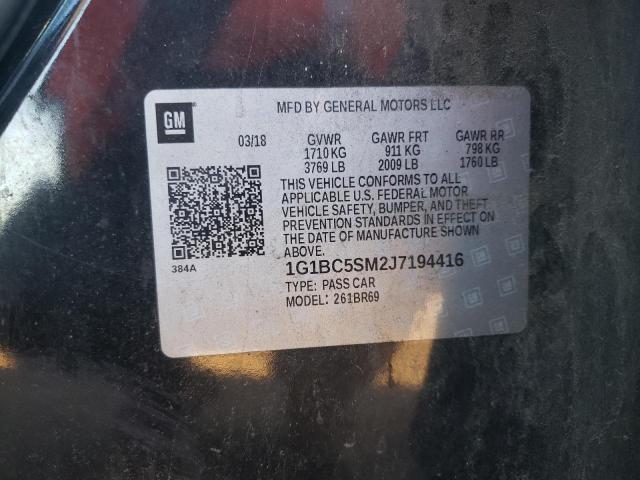 GM
MFD BY GENERAL MOTORS LLC
03/18 GVWR GAWR FRT GAWR RR
1710 KG 911 KG 798 KG
3769 LB 2009 LB 1760 LB
THIS VEHICLE CONFORMS TO ALL
APPLICABLE U.S. FEDERAL MOTOR
VEHICLE SAFETY, BUMPER, AND THEFT
PREVENTION STANDARDS IN EFFECT ON
THE DATE OF MANUFACTURE SHOWN
ABOVE.
384A
1G1BC5SM2J7194416
TYPE: PASS CAR
MODEL: 261BR69